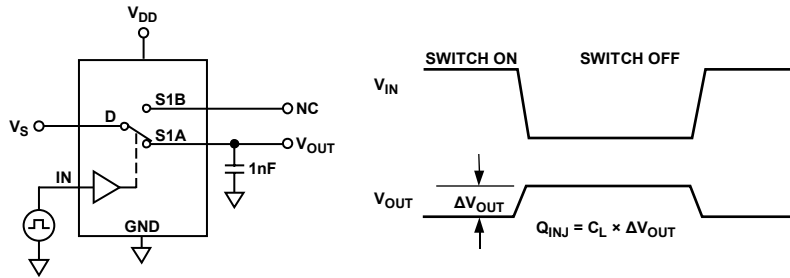 VDD
S1B
NC
VS
D
S1A
VOUT
IN
1nF
GND
SWITCH ON
SWITCH OFF
VIN
VOUT
ΔVOUT
QINJ = CL × ΔVOUT